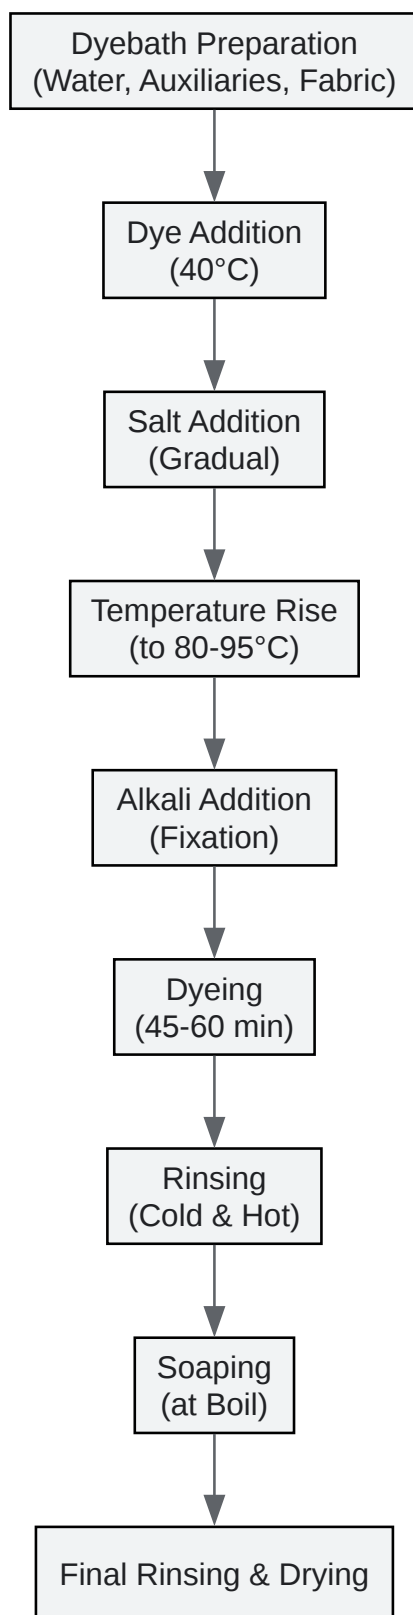 Dyebath Preparation
(Water, Auxiliaries, Fabric)
Dye Addition
(40°C)
Salt Addition
(Gradual)
Temperature Rise
(to 80-95°C)
Alkali Addition
(Fixation)
Dyeing
(45-60 min)
Rinsing
(Cold & Hot)
Soaping
(at Boil)
Final Rinsing & Drying